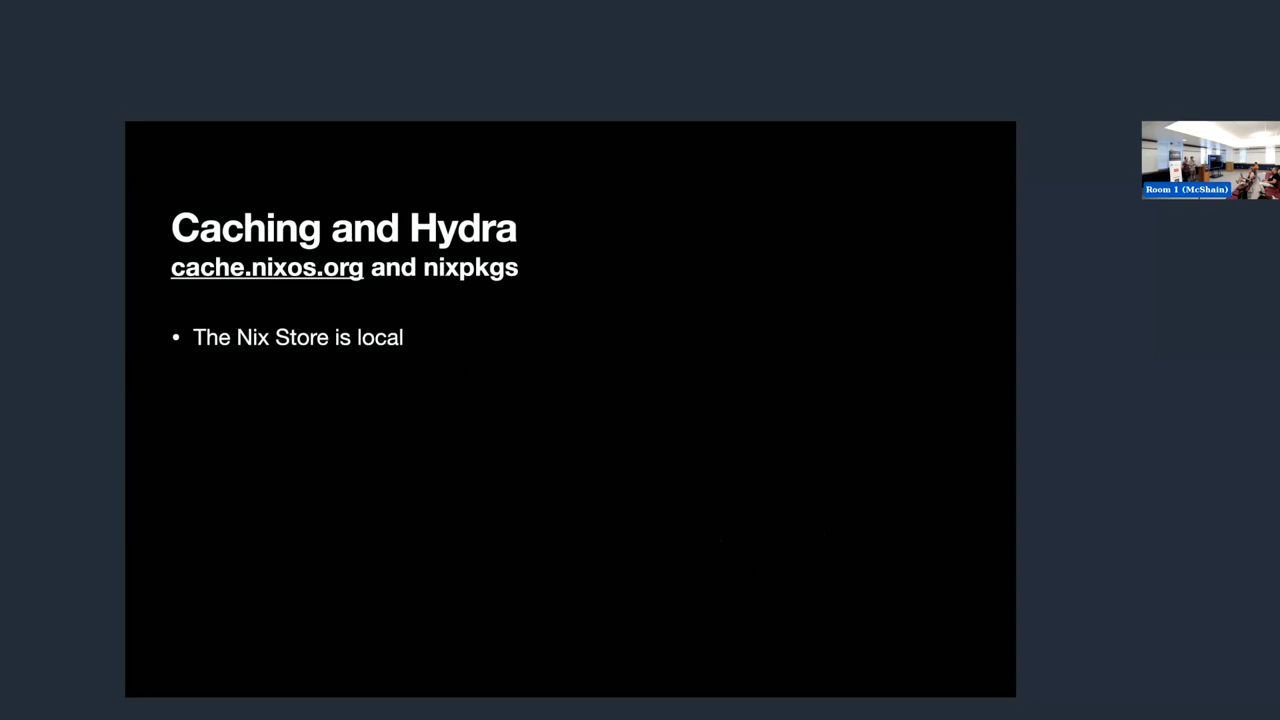 Caching and Hydra
cache.nixos.org and nixpkgs
• The Nix Store is local
Room 1 (McShain)